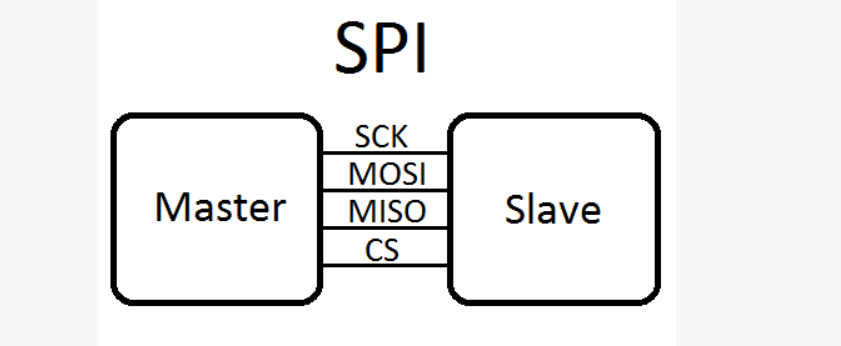 SPI
SCK
MOSI
Master
MISO
Slave
CS